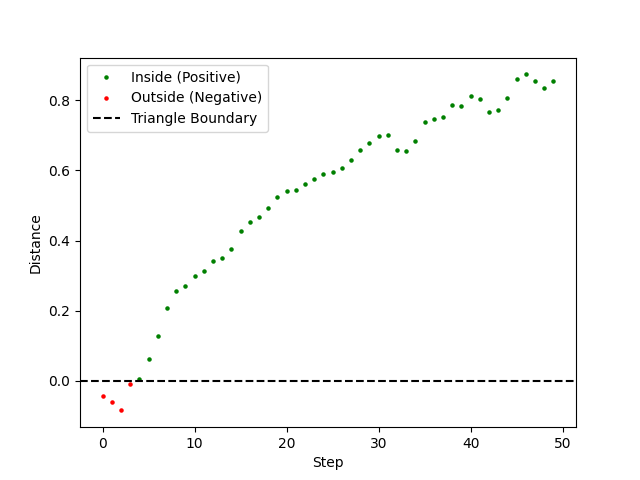 Inside (Positive)
Outside (Negative)
Triangle Boundary
Distance
0.8
0.6
0.4
0.2
0.0
0
10
20
30
40
50
Step